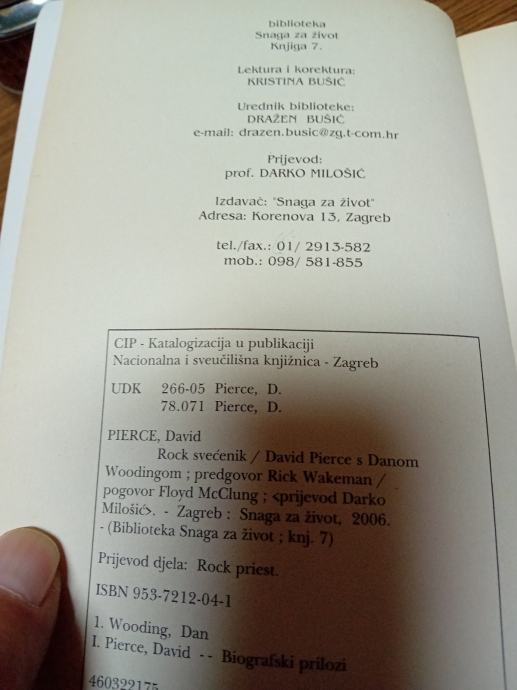 biblioteka
Snaga za život
Knjiga 7.
Lektura i korektura:
KRISTINA BUŠIĆ
Urednik biblioteke:
DRAŽEN BUŠIĆ
e-mail: drazen.busic@zg.t-com.hr
Prijevod:
prof. DARKO MILOŠIĆ
Izdavač: "Snaga za život"
Adresa: Korenova 13, Zagreb
tel./fax.: 01/ 2913-582
mob.: 098/ 581-855
CIP - Katalogizacija u publikaciji
Nacionalna i sveučilišna knjižnica - Zagreb
UDK 266-05 Pierce, D.
78.071 Pierce, D.
PIERCE, David
Rock svećenik / David Pierce s Danom
Woodingom ; predgovor Rick Wakeman /
pogovor Floyd McClung ; <prijevod Darko
Milošić>. - Zagreb : Snaga za život, 2006.
- (Biblioteka Snaga za život ; knj. 7)
Prijevod djela: Rock priest.
ISBN 953-7212-04-1
1. Wooding, Dan
I. Pierce, David -- Biografski prilozi
460322175